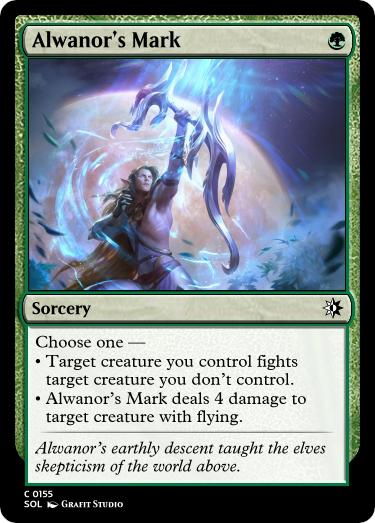 Alwanor's Mark
Sorcery
Choose one —
• Target creature you control fights
target creature you don't control.
• Alwanor's Mark deals 4 damage to
target creature with flying.
Alwanor's earthly descent taught the elves
skepticism of the world above.
C 0155
SOL Grafit Studio